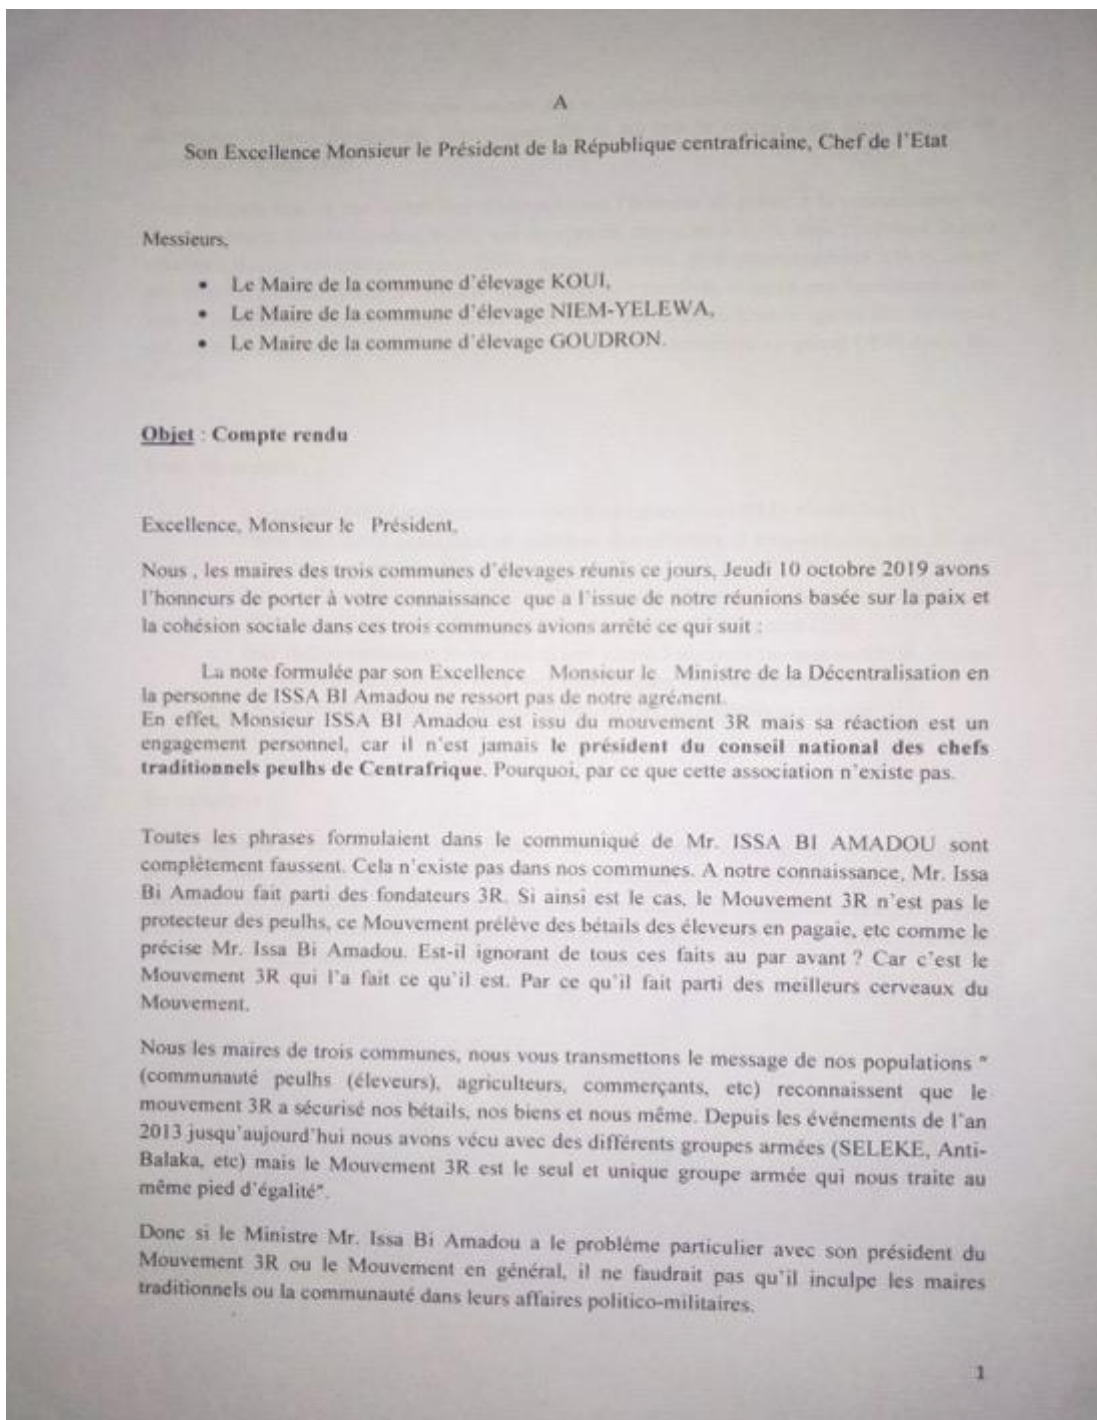 A
Son Excellence Monsieur le Président de la République centrafricaine, Chef de l'Etat
Messieurs,
• Le Maire de la commune d'élevage KOUI,
• Le Maire de la commune d'élevage NIEM-YELEWA,
• Le Maire de la commune d'élevage GOUDRON.
Objet : Compte rendu
Excellence, Monsieur le Président,
Nous , les maires des trois communes d'élevages réunis ce jours, Jeudi 10 octobre 2019 avons
l'honneurs de porter à votre connaissance que a l'issue de notre réunions basée sur la paix et
la cohésion sociale dans ces trois communes avions arrêté ce qui suit :
La note formulée par son Excellence Monsieur le Ministre de la Décentralisation en
la personne de ISSA BI Amadou ne ressort pas de notre agrément.
En effet, Monsieur ISSA BI Amadou est issu du mouvement 3R mais sa réaction est un
engagement personnel, car il n'est jamais le président du conseil national des chefs
traditionnels peulhs de Centrafrique. Pourquoi, par ce que cette association n'existe pas.
Toutes les phrases formulaient dans le communiqué de Mr. ISSA BI AMADOU sont
complètement faussent. Cela n'existe pas dans nos communes. A notre connaissance, Mr. Issa
Bi Amadou fait parti des fondateurs 3R. Si ainsi est le cas, le Mouvement 3R n'est pas le
protecteur des peulhs, ce Mouvement prélève des bétails des éleveurs en pagaie, etc comme le
précise Mr. Issa Bi Amadou. Est-il ignorant de tous ces faits au par avant ? Car c'est le
Mouvement 3R qui l'a fait ce qu'il est. Par ce qu'il fait parti des meilleurs cerveaux du
Mouvement.
Nous les maires de trois communes, nous vous transmettons le message de nos populations "
(communauté peulhs (éleveurs), agriculteurs, commerçants, etc) reconnaissent que le
mouvement 3R a sécurisé nos bétails, nos biens et nous même. Depuis les événements de l'an
2013 jusqu'aujourd'hui nous avons vécu avec des différents groupes armées (SELEKE, Anti-
Balaka, etc) mais le Mouvement 3R est le seul et unique groupe armée qui nous traite au
même pied d'égalité".
Donc si le Ministre Mr. Issa Bi Amadou a le problème particulier avec son président du
Mouvement 3R ou le Mouvement en général, il ne faudrait pas qu'il inculpe les maires
traditionnels ou la communauté dans leurs affaires politico-militaires.
1